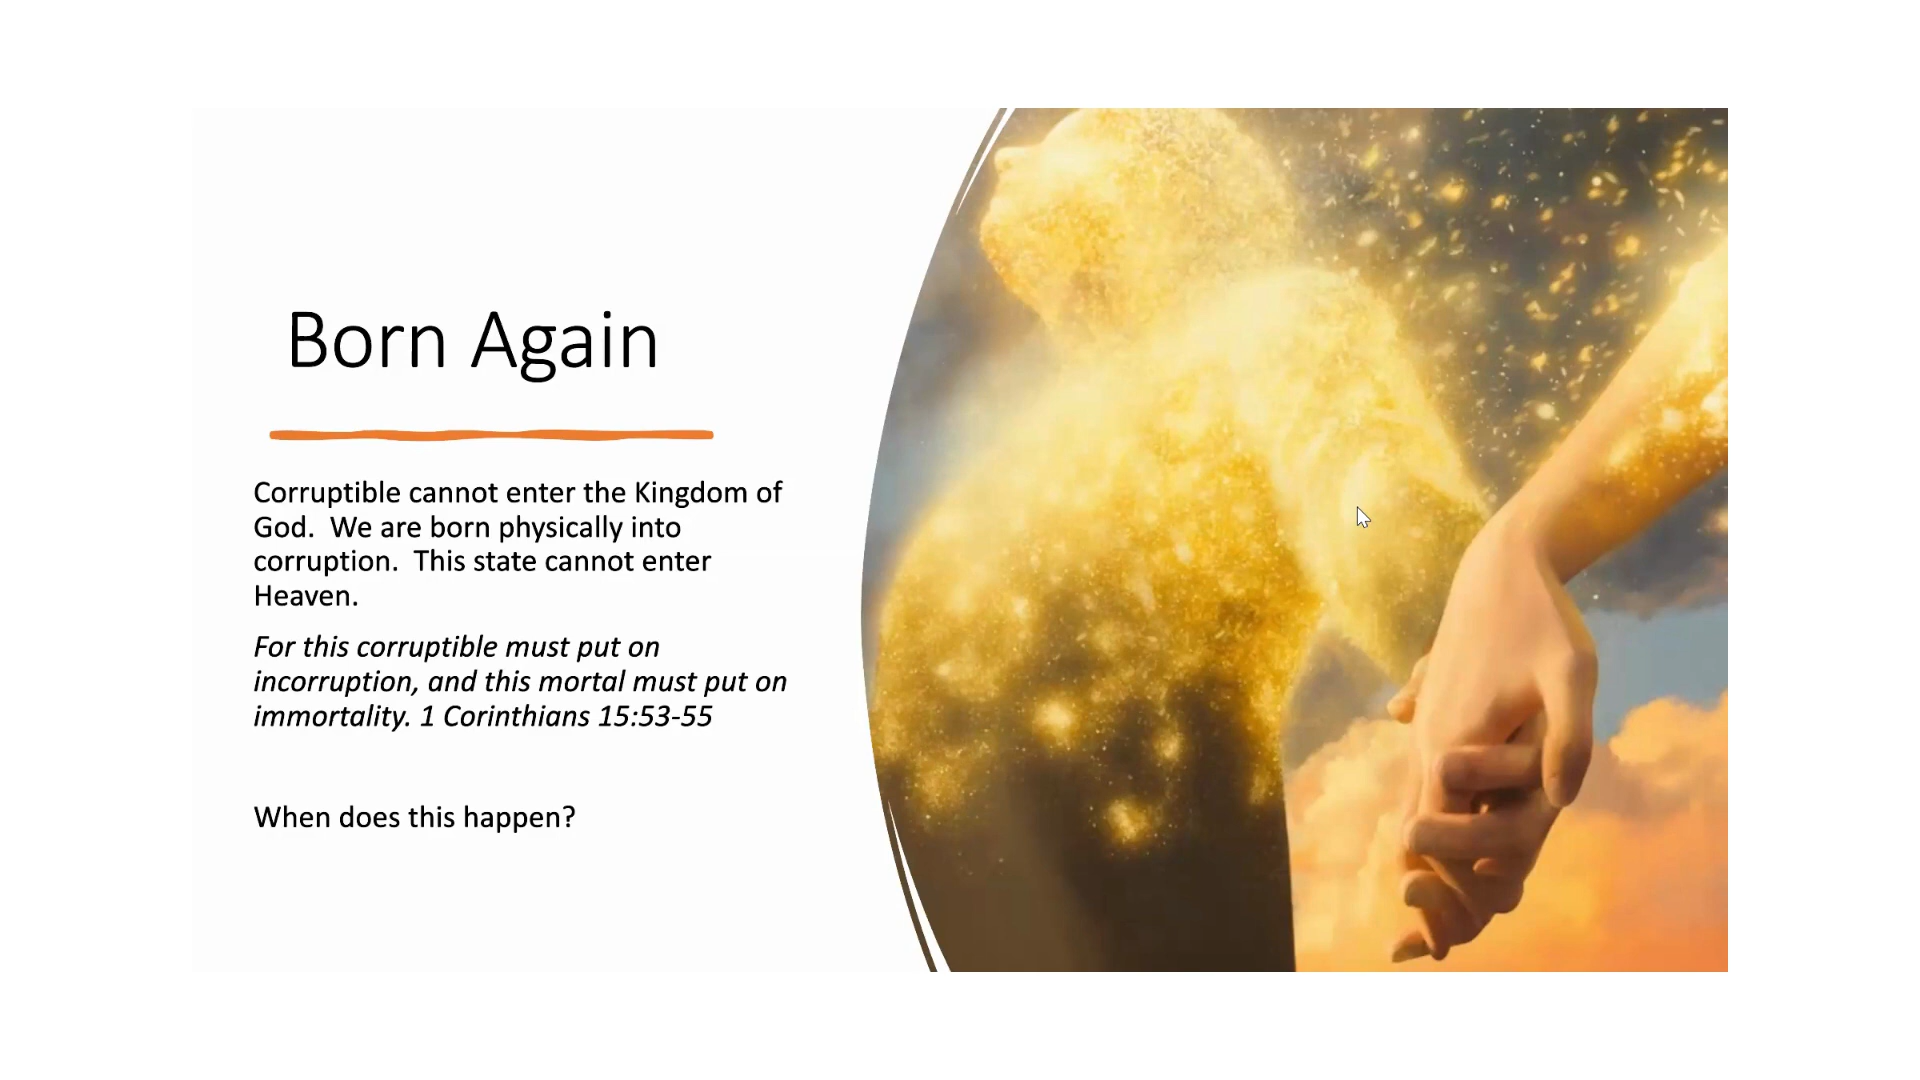 Born Again
Corruptible cannot enter the Kingdom of
God.  We are born physically into
corruption.  This state cannot enter
Heaven.
For this corruptible must put on
incorruption, and this mortal must put on
immortality. 1 Corinthians 15:53-55
When does this happen?